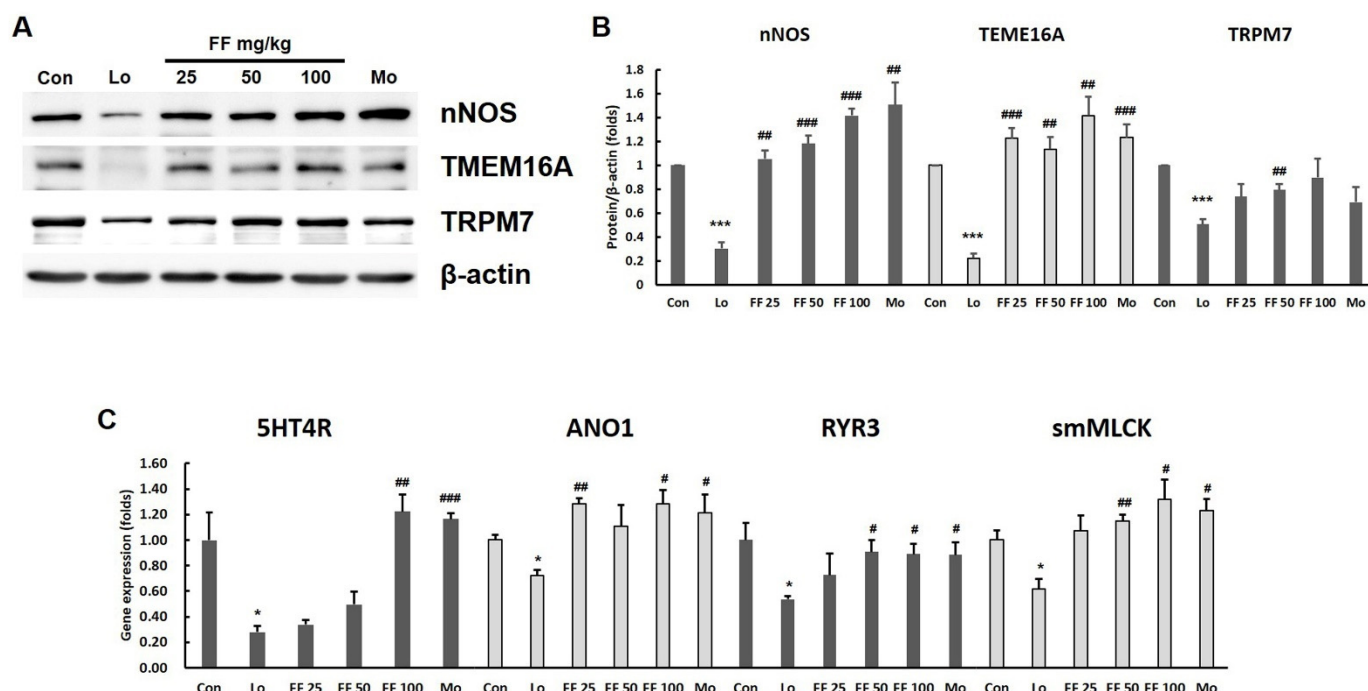 A
FF mg/kg
Con Lo 25 50 100 Mo
nNOS
TMEM16A
TRPM7
β-actin
B
nNOS TEME16A TRPM7
Protein/β-actin (folds)
1.8
1.6
1.4
1.2
1
0.8
0.6
0.4
0.2
0
*** ## ### ### ##
*** ### ## ## ###
*** ##
Con Lo FF 25 FF 50 FF 100 Mo Con Lo FF 25 FF 50 FF 100 Mo Con Lo FF 25 FF 50 FF 100 Mo
C
5HT4R ANO1 RYR3 smMLCK
Gene expression (folds)
1.60
1.40
1.20
1.00
0.80
0.60
0.40
0.20
0.00
* ## ###
* ## # #
* # # #
* ## # #
Con Lo FF 25 FF 50 FF 100 Mo Con Lo FF 25 FF 50 FF 100 Mo Con Lo FF 25 FF 50 FF 100 Mo Con Lo FF 25 FF 50 FF 100 Mo